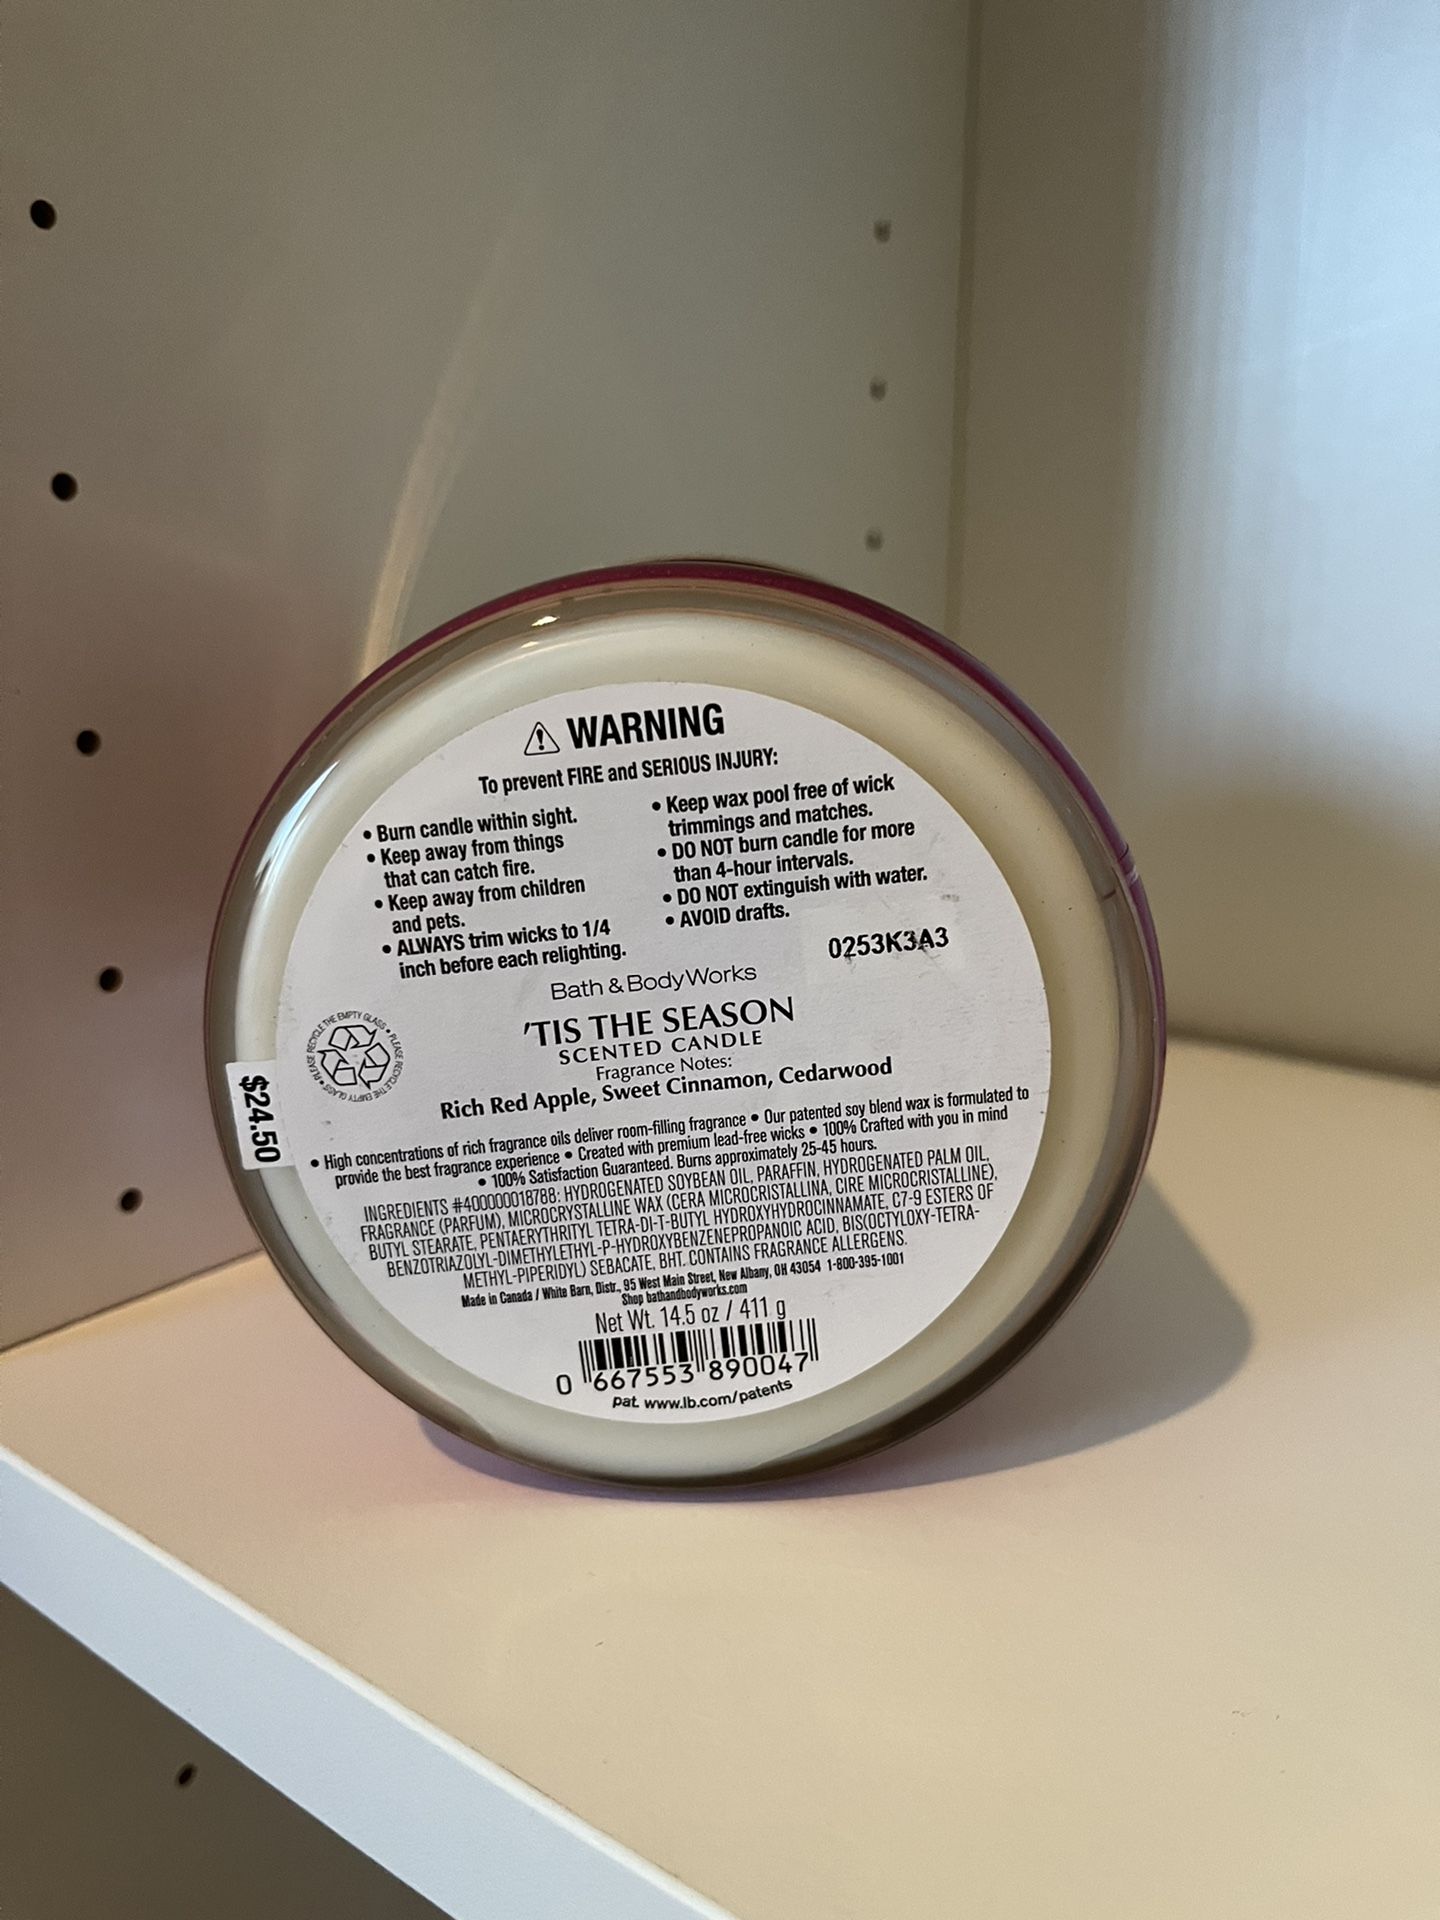 WARNING
To prevent FIRE and SERIOUS INJURY:
• Burn candle within sight.
• Keep away from things
that can catch fire.
• Keep away from children
and pets.
• ALWAYS trim wicks to 1/4
inch before each relighting.
• Keep wax pool free of wick
trimmings and matches.
• DO NOT burn candle for more
than 4-hour intervals.
• DO NOT extinguish with water.
• AVOID drafts.
0253K3A3
Bath & Body Works
'TIS THE SEASON
SCENTED CANDLE
Fragrance Notes:
Rich Red Apple, Sweet Cinnamon, Cedarwood
PLEASE RECYCLE THE EMPTY GLASS • PLEASE RECYCLE THE EMPTY GLASS •
$24.50
• High concentrations of rich fragrance oils deliver room-filling fragrance • Our patented soy blend wax is formulated to
provide the best fragrance experience • Created with premium lead-free wicks • 100% Crafted with you in mind
• 100% Satisfaction Guaranteed. Burns approximately 25-45 hours.
INGREDIENTS #400000018788: HYDROGENATED SOYBEAN OIL, PARAFFIN, HYDROGENATED PALM OIL,
FRAGRANCE (PARFUM), MICROCRYSTALLINE WAX (CERA MICROCRISTALLINA, CIRE MICROCRISTALLINE),
BUTYL STEARATE, PENTAERYTHRITYL TETRA-DI-T-BUTYL HYDROXYHYDROCINNAMATE, C7-9 ESTERS OF
BENZOTRIAZOLYL-DIMETHYLETHYL-P-HYDROXYBENZENEPROPANOIC ACID, BIS(OCTYLOXY-TETRA-
METHYL-PIPERIDYL) SEBACATE, BHT. CONTAINS FRAGRANCE ALLERGENS.
Made in Canada / White Barn, Distr., 95 West Main Street, New Albany, OH 43054 1-800-395-1001
Shop bathandbodyworks.com
Net Wt. 14.5 oz / 411 g
0 667553 890047
pat. www.lb.com/patents